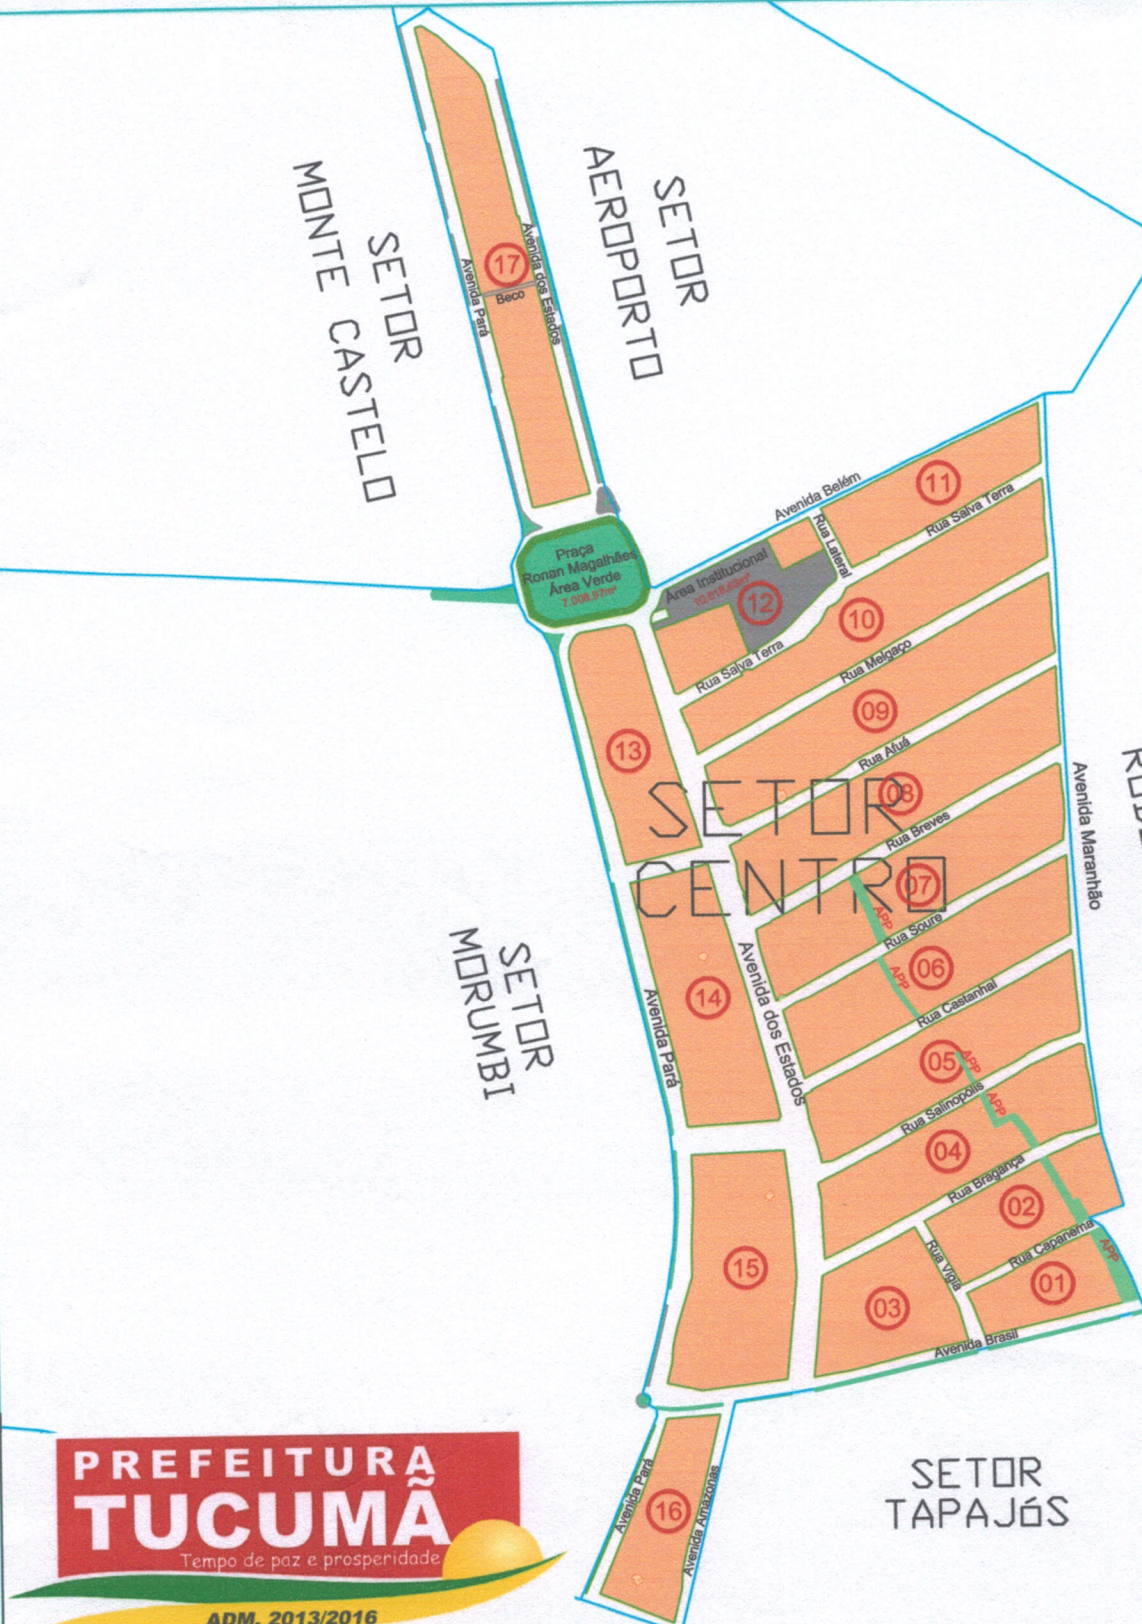 SETOR
MONTE CASTELO
SETOR
AEROPORTO
17
Avenida dos Estados
Avenida Pará
Beco
Praça
Ronan Magalhães
Área Verde
7.008,97m²
Avenida Belém
11
Rua Salva Terra
Rua Lateral
Área Institucional
12
10
Rua Salva Terra
Rua Melgaço
09
13
Rua Afuá
SETOR
CENTRO
08
Rua Breves
Avenida Maranhão
07
APP
Rua Soure
06
APP
Rua Castanhal
SETOR
MORUMBI
14
Avenida Pará
Avenida dos Estados
05
APP
Rua Salinopólis
APP
04
Rua Bragança
02
Rua Capanema
APP
Rua Vigia
01
03
15
Avenida Brasil
Avenida Pará
16
Avenida Amazonas
SETOR
TAPAJóS
PREFEITURA
TUCUMÃ
Tempo de paz e prosperidade
ADM. 2013/2016